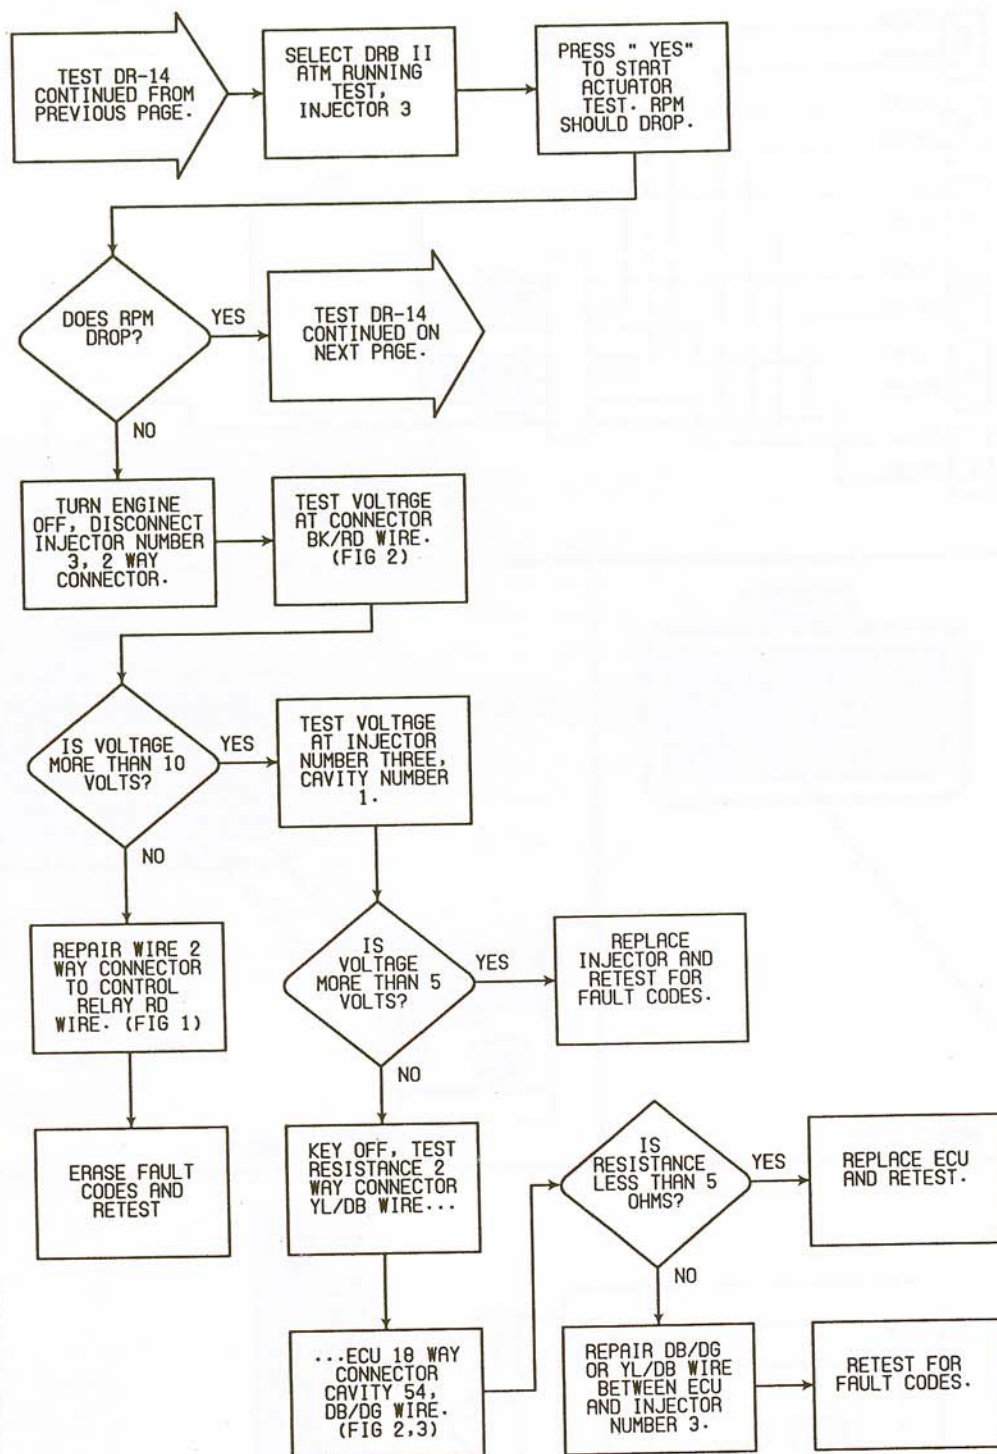 TEST DR-14
CONTINUED FROM
PREVIOUS PAGE.
SELECT DRB II
ATM RUNNING
TEST,
INJECTOR 3
PRESS " YES"
TO START
ACTUATOR
TEST. RPM
SHOULD DROP.
DOES RPM
DROP?
YES
TEST DR-14
CONTINUED ON
NEXT PAGE.
NO
TURN ENGINE
OFF, DISCONNECT
INJECTOR NUMBER
3, 2 WAY
CONNECTOR.
TEST VOLTAGE
AT CONNECTOR
BK/RD WIRE.
(FIG 2)
IS VOLTAGE
MORE THAN 10
VOLTS?
YES
TEST VOLTAGE
AT INJECTOR
NUMBER THREE,
CAVITY NUMBER
1.
NO
REPAIR WIRE 2
WAY CONNECTOR
TO CONTROL
RELAY RD
WIRE. (FIG 1)
ERASE FAULT
CODES AND
RETEST
IS
VOLTAGE
MORE THAN 5
VOLTS?
YES
REPLACE
INJECTOR AND
RETEST FOR
FAULT CODES.
NO
KEY OFF, TEST
RESISTANCE 2
WAY CONNECTOR
YL/DB WIRE...
...ECU 18 WAY
CONNECTOR
CAVITY 54,
DB/DG WIRE.
(FIG 2,3)
IS
RESISTANCE
LESS THAN 5
OHMS?
YES
REPLACE ECU
AND RETEST.
NO
REPAIR DB/DG
OR YL/DB WIRE
BETWEEN ECU
AND INJECTOR
NUMBER 3.
RETEST FOR
FAULT CODES.